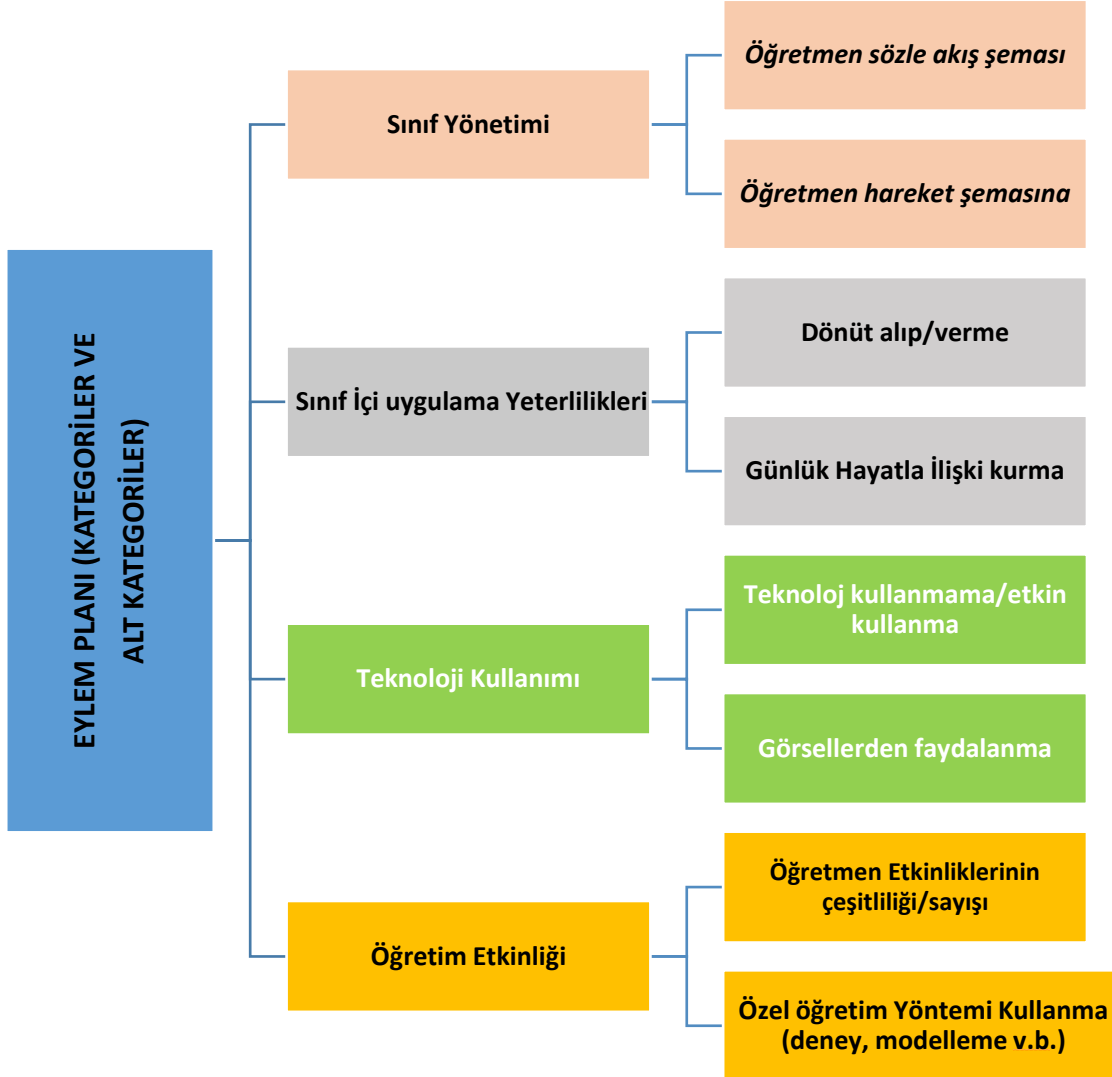 EYLEM PLANI (KATEGORİLER VE
ALT KATEGORİLER)
Sınıf Yönetimi
Öğretmen sözle akış şeması
Öğretmen hareket şemasına
Sınıf İçi uygulama Yeterlilikleri
Dönüt alıp/verme
Günlük Hayatla İlişki kurma
Teknoloji Kullanımı
Teknoloj kullanmama/etkin
kullanma
Görsellerden faydalanma
Öğretim Etkinliği
Öğretmen Etkinliklerinin
çeşitliliği/sayışı
Özel öğretim Yöntemi Kullanma
(deney, modelleme v.b.)